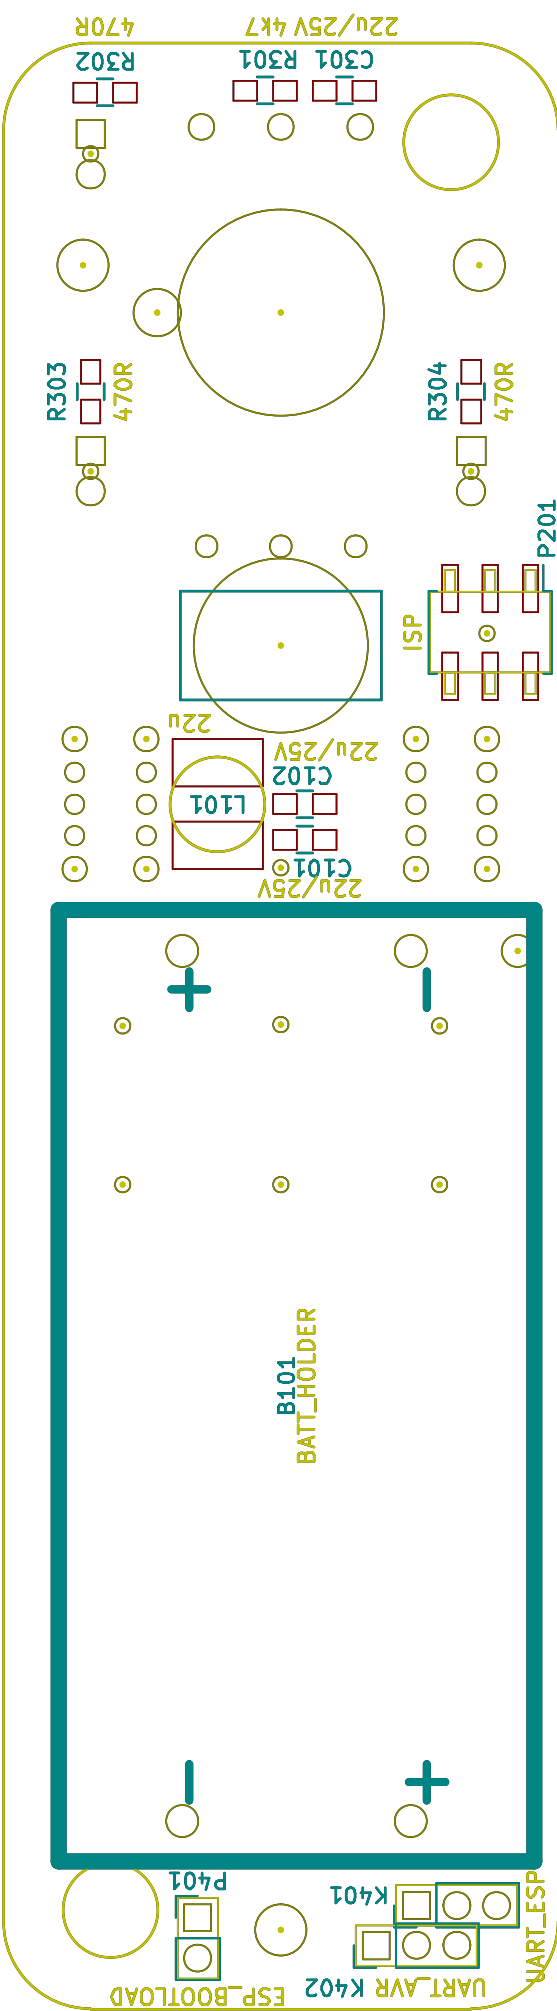 470R 4k7 22u/25V
R302 R301 C301
R303 470R R304 470R
P201
ISP
22u
22u/25V
C102
L101
C101
22u/25V
+ -
B101
BATT_HOLDER
- +
P401 K401
UART_ESP
ESP_BOOTLOAD K402 UART_AVR